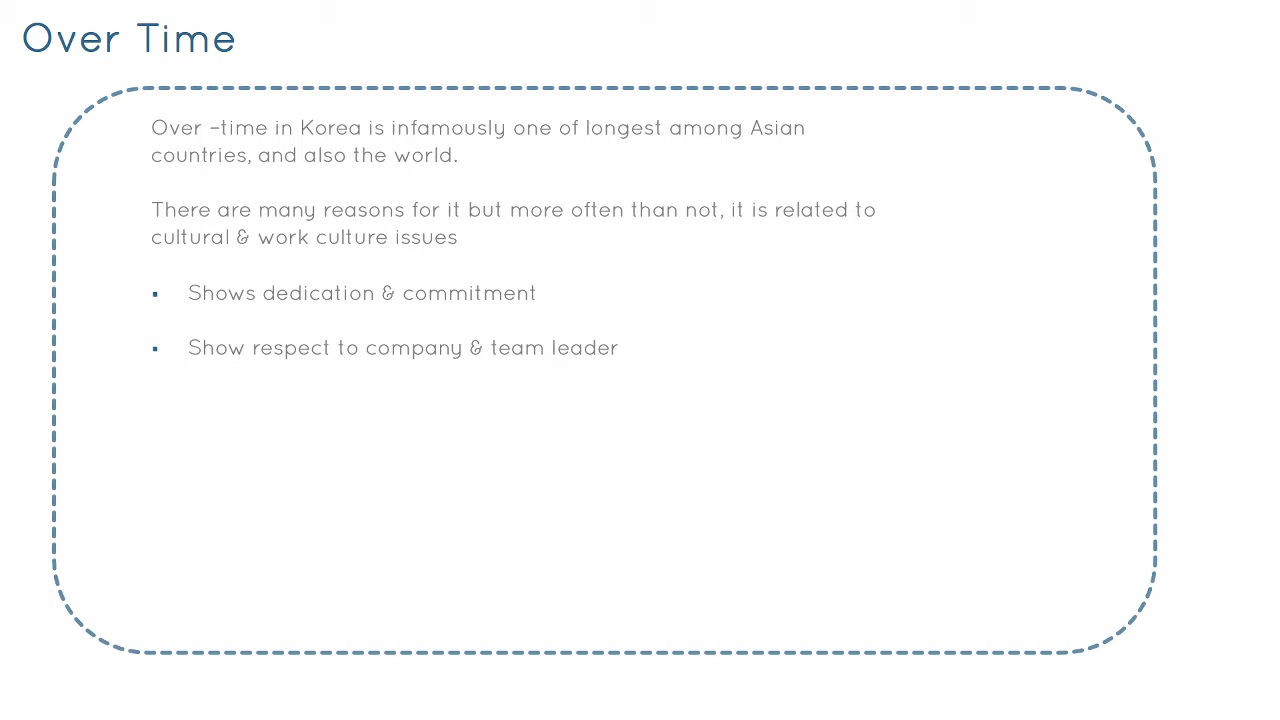 Over Time
Over –time in Korea is infamously one of longest among Asian
countries, and also the world.
There are many reasons for it but more often than not, it is related to
cultural & work culture issues
▪ Shows dedication & commitment
▪ Show respect to company & team leader